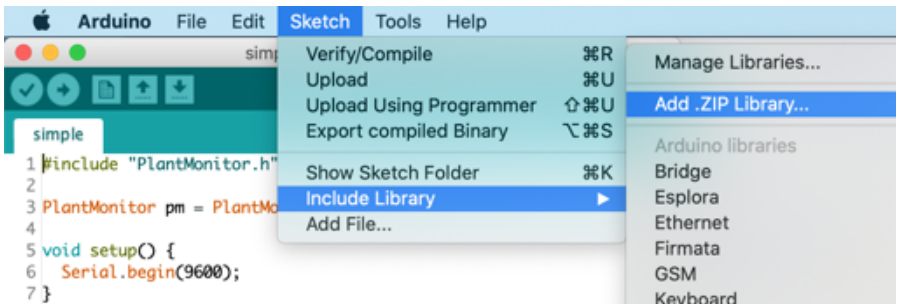 Arduino File Edit Sketch Tools Help
simp
Verify/Compile ⌘R
Upload ⌘U
Upload Using Programmer ⇧⌘U
Export compiled Binary ⌥⌘S
Show Sketch Folder ⌘K
Include Library ▶
Add File...
Manage Libraries...
Add .ZIP Library...
Arduino libraries
Bridge
Esplora
Ethernet
Firmata
GSM
Keyboard
simple
1 #include "PlantMonitor.h"
2
3 PlantMonitor pm = PlantMo
4
5 void setup() {
6 Serial.begin(9600);
7 }